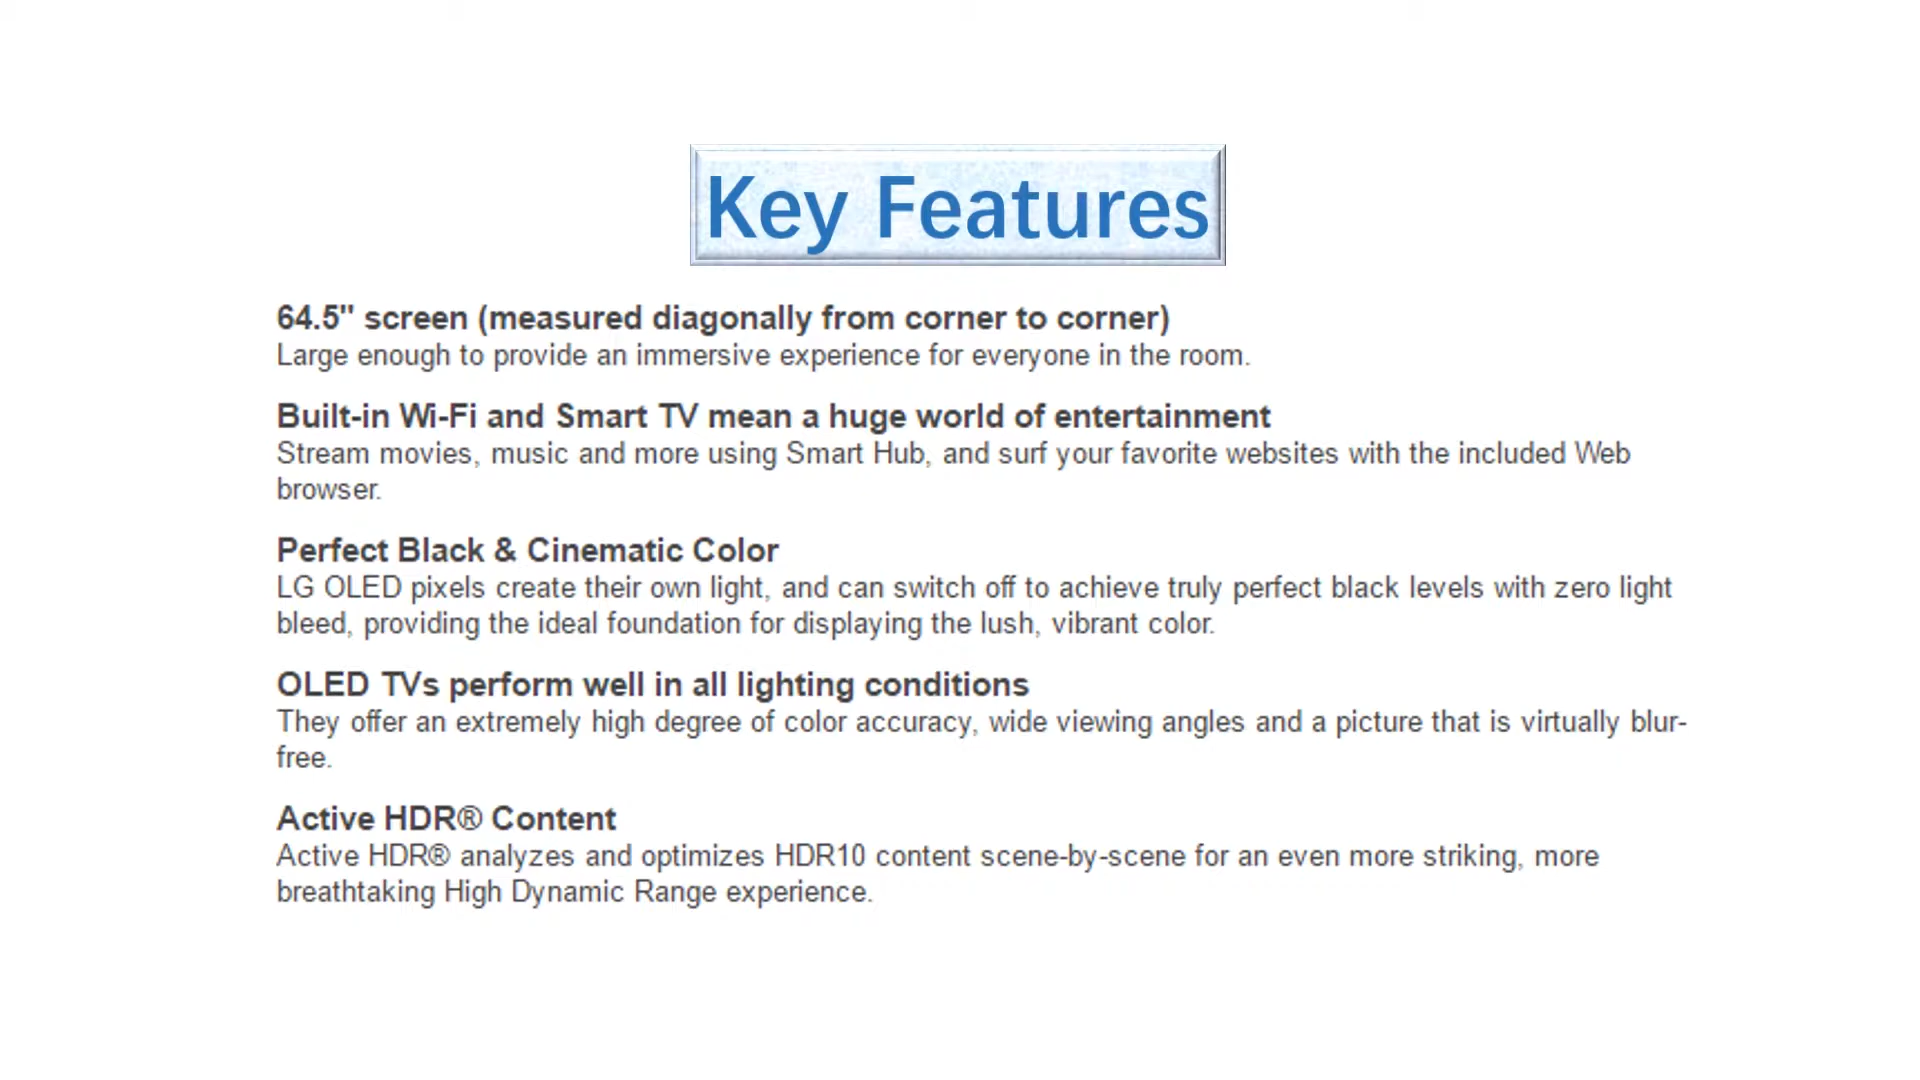 Key Features
64.5" screen (measured diagonally from corner to corner)
Large enough to provide an immersive experience for everyone in the room.
Built-in Wi-Fi and Smart TV mean a huge world of entertainment
Stream movies, music and more using Smart Hub, and surf your favorite websites with the included Web
browser.
Perfect Black & Cinematic Color
LG OLED pixels create their own light, and can switch off to achieve truly perfect black levels with zero light
bleed, providing the ideal foundation for displaying the lush, vibrant color.
OLED TVs perform well in all lighting conditions
They offer an extremely high degree of color accuracy, wide viewing angles and a picture that is virtually blur-
free.
Active HDR® Content
Active HDR® analyzes and optimizes HDR10 content scene-by-scene for an even more striking, more
breathtaking High Dynamic Range experience.